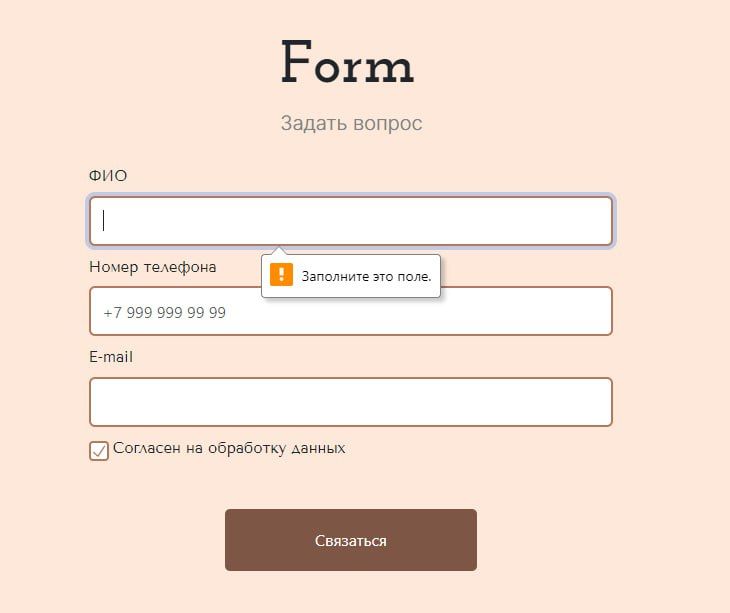 Form
Задать вопрос
ФИО
Заполните это поле.
Номер телефона
+7 999 999 99 99
E-mail
Согласен на обработку данных
Связаться